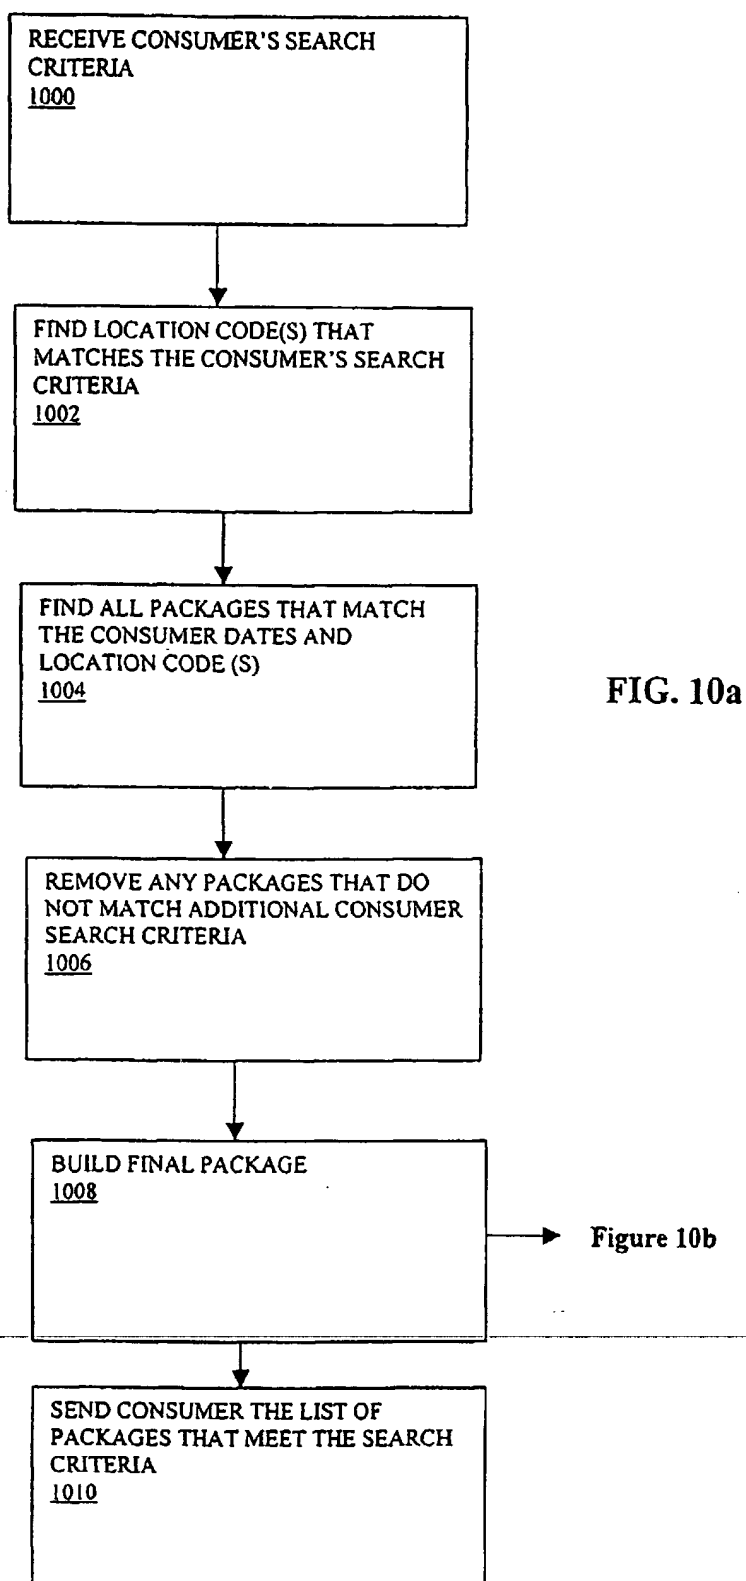 RECEIVE CONSUMER'S SEARCH
CRITERIA
1000
FIND LOCATION CODE(S) THAT
MATCHES THE CONSUMER'S SEARCH
CRITERIA
1002
FIND ALL PACKAGES THAT MATCH
THE CONSUMER DATES AND
LOCATION CODE (S)
1004
FIG. 10a
REMOVE ANY PACKAGES THAT DO
NOT MATCH ADDITIONAL CONSUMER
SEARCH CRITERIA
1006
BUILD FINAL PACKAGE
1008
Figure 10b
SEND CONSUMER THE LIST OF
PACKAGES THAT MEET THE SEARCH
CRITERIA
1010